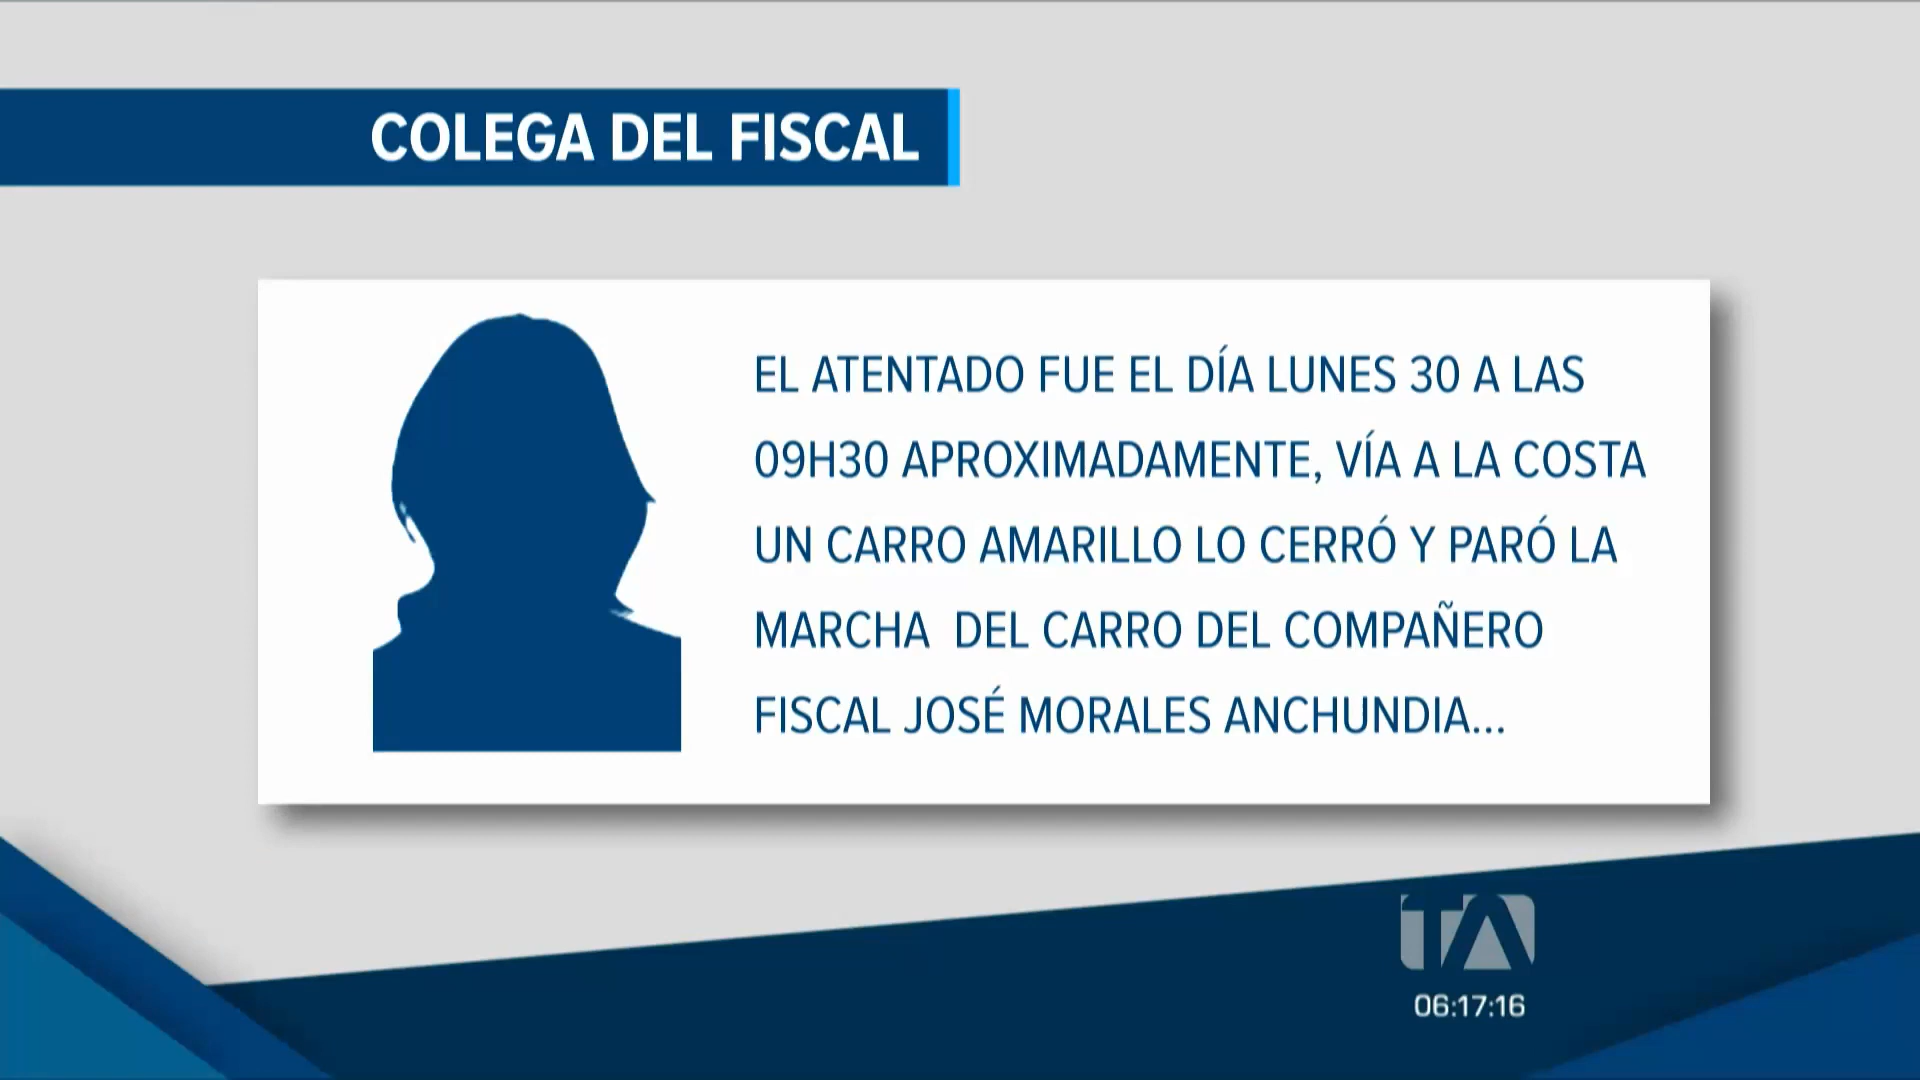 COLEGA DEL FISCAL
EL ATENTADO FUE EL DÍA LUNES 30 A LAS
09H30 APROXIMADAMENTE, VÍA A LA COSTA
UN CARRO AMARILLO LO CERRÓ Y PARÓ LA
MARCHA  DEL CARRO DEL COMPAÑERO
FISCAL JOSÉ MORALES ANCHUNDIA...
TA
06:17:16